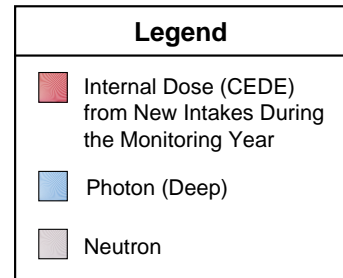 Legend
Internal Dose (CEDE)
from New Intakes During
the Monitoring Year
Photon (Deep)
Neutron